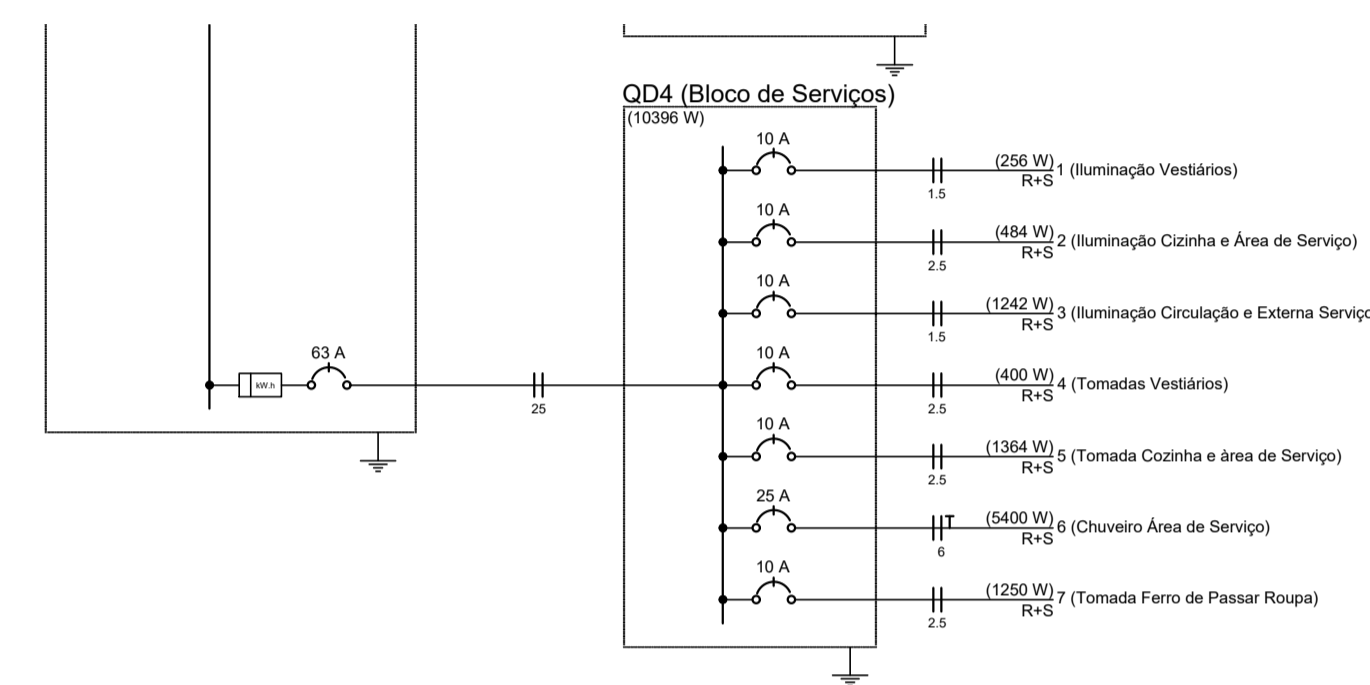 QD4 (Bloco de Serviços)
(10396 W)
10 A
1.5
(256 W)
R+S
1 (Iluminação Vestiários)
10 A
2.5
(484 W)
R+S
2 (Iluminação Cizinha e Área de Serviço)
10 A
1.5
(1242 W)
R+S
3 (Iluminação Circulação e Externa Serviço
63 A
kW.h
25
10 A
2.5
(400 W)
R+S
4 (Tomadas Vestiários)
10 A
2.5
(1364 W)
R+S
5 (Tomada Cozinha e àrea de Serviço)
25 A
T
6
(5400 W)
R+S
6 (Chuveiro Área de Serviço)
10 A
2.5
(1250 W)
R+S
7 (Tomada Ferro de Passar Roupa)